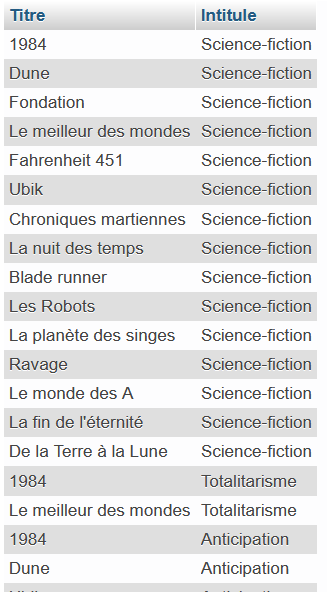 Titre Intitule
1984 Science-fiction
Dune Science-fiction
Fondation Science-fiction
Le meilleur des mondes Science-fiction
Fahrenheit 451 Science-fiction
Ubik Science-fiction
Chroniques martiennes Science-fiction
La nuit des temps Science-fiction
Blade runner Science-fiction
Les Robots Science-fiction
La planète des singes Science-fiction
Ravage Science-fiction
Le monde des A Science-fiction
La fin de l'éternité Science-fiction
De la Terre à la Lune Science-fiction
1984 Totalitarisme
Le meilleur des mondes Totalitarisme
1984 Anticipation
Dune Anticipation